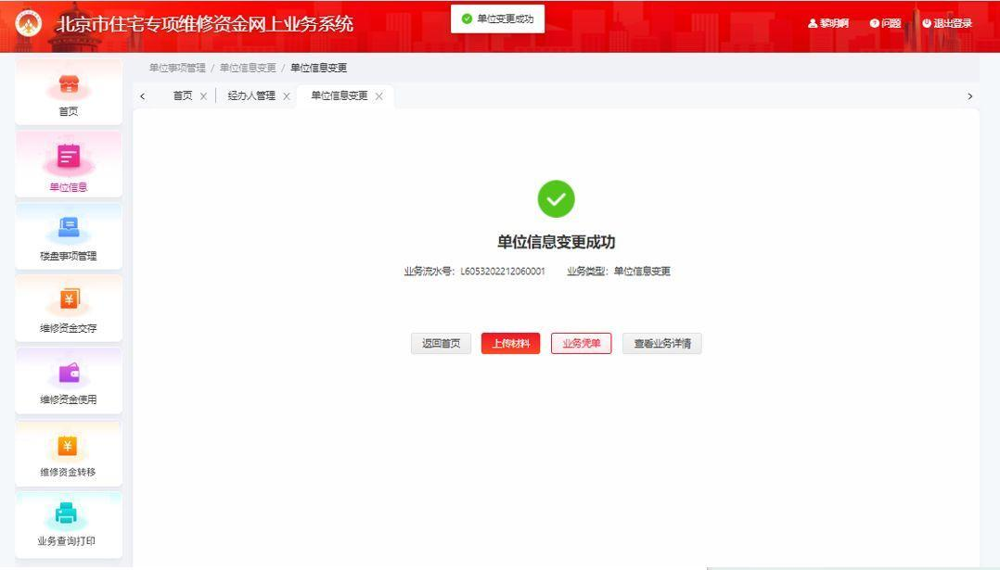 北京市住宅专项维修资金网上业务系统
单位变更成功
黎明啊
问题
退出登录
单位事项管理 / 单位信息变更 / 单位信息变更
首页
经办人管理
单位信息变更
首页
单位信息
楼盘事项管理
维修资金交存
维修资金使用
维修资金转移
业务查询打印
单位信息变更成功
业务流水号：L6053202212060001 业务类型：单位信息变更
返回首页
上传材料
业务凭单
查看业务详情